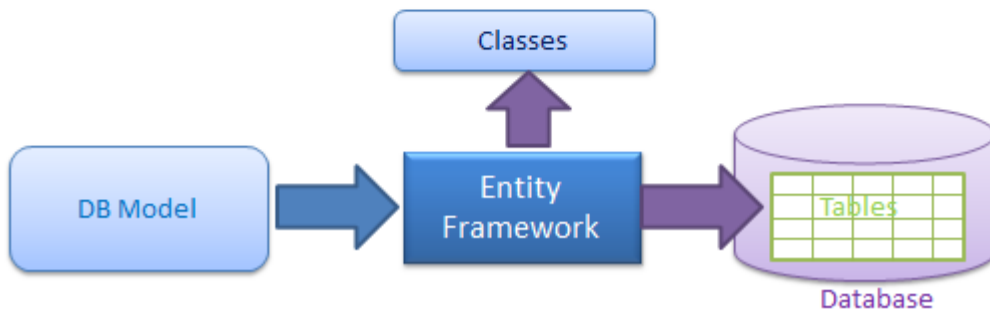 Classes
DB Model
Entity
Framework
Tables
Database